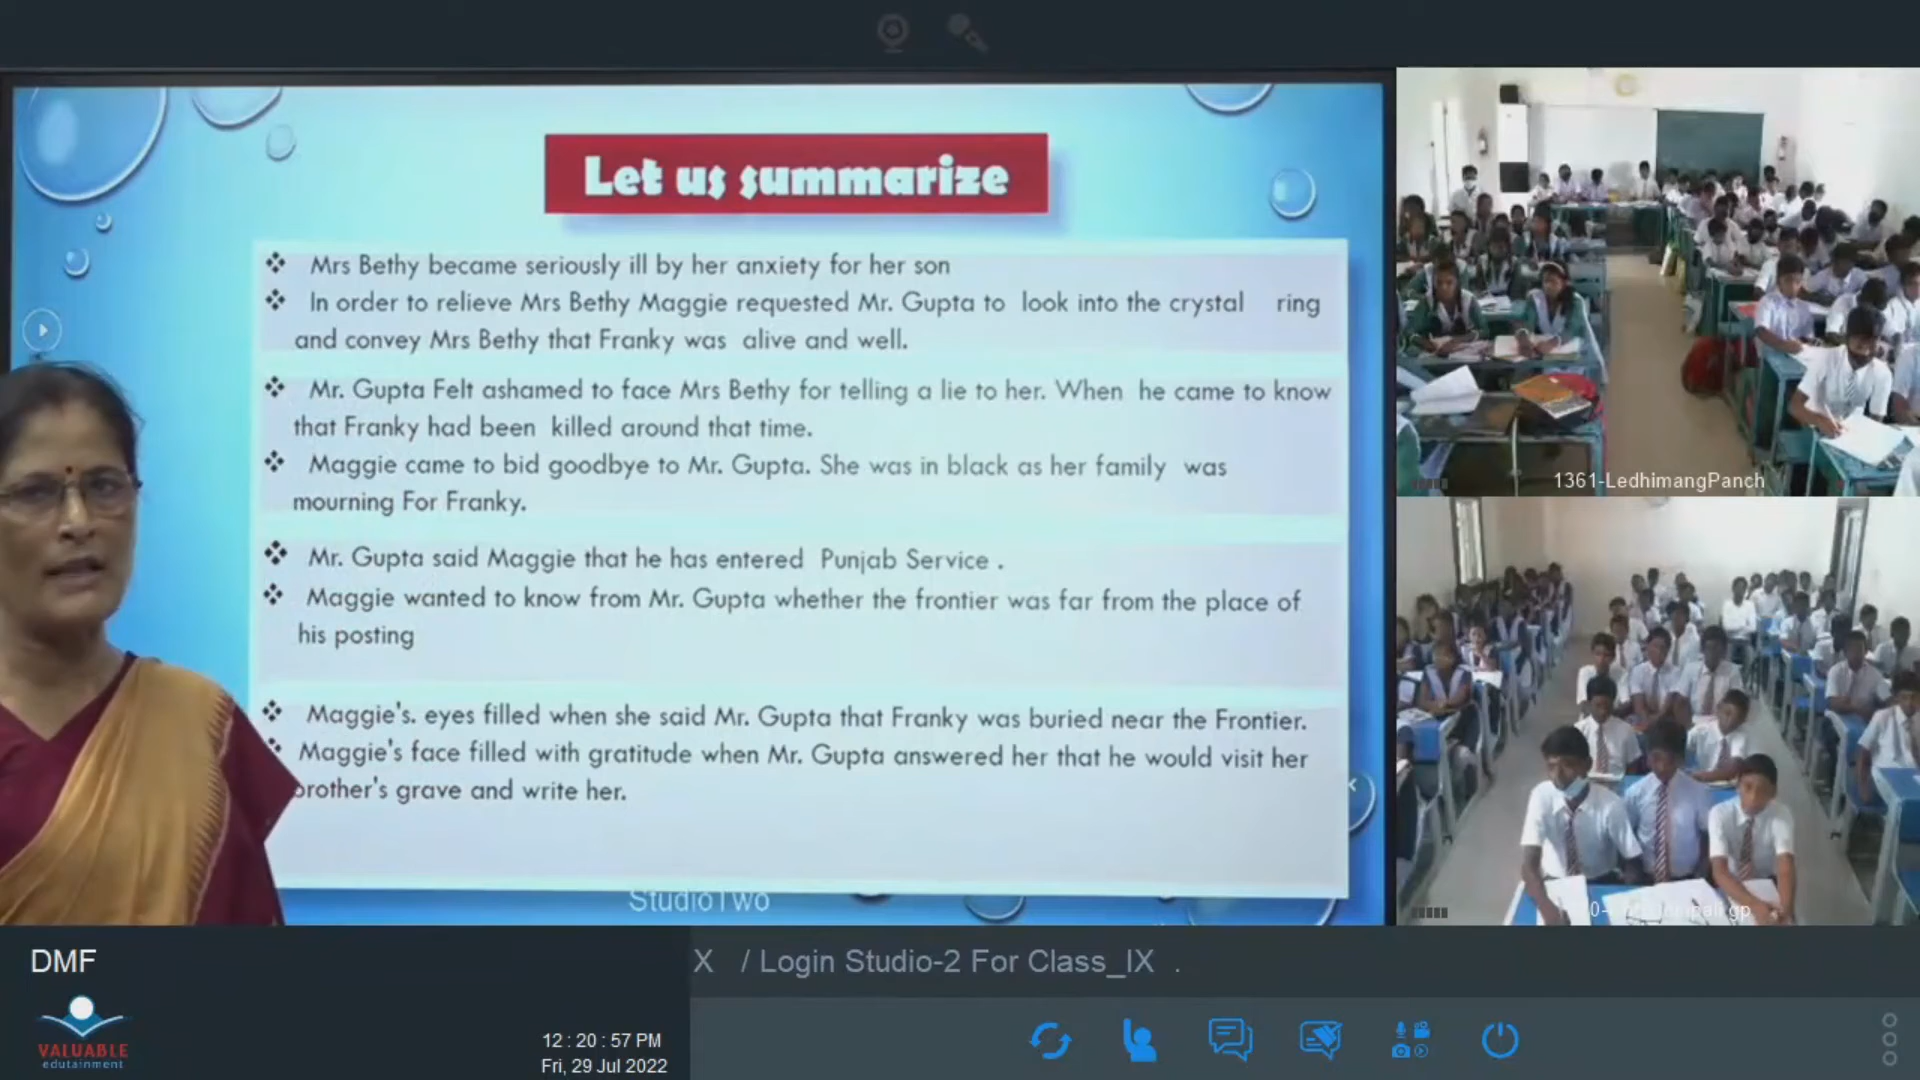 Let us summarize
Mrs Bethy became seriously ill by her anxiety for her son
In order to relieve Mrs Bethy Maggie requested Mr. Gupta to look into the crystal ring
and convey Mrs Bethy that Franky was alive and well.
Mr. Gupta Felt ashamed to face Mrs Bethy for telling a lie to her. When he came to know
that Franky had been killed around that time.
Maggie came to bid goodbye to Mr. Gupta. She was in black as her family was
mourning For Franky.
Mr. Gupta said Maggie that he has entered Punjab Service .
Maggie wanted to know from Mr. Gupta whether the frontier was far from the place of
his posting
Maggie's. eyes filled when she said Mr. Gupta that Franky was buried near the Frontier.
Maggie's face filled with gratitude when Mr. Gupta answered her that he would visit her
brother's grave and write her.
StudioTwo
1361-LedhimangPanch
DMF
X / Login Studio-2 For Class_IX .
VALUABLE
edutainment
12 : 20 : 57 PM
Fri, 29 Jul 2022